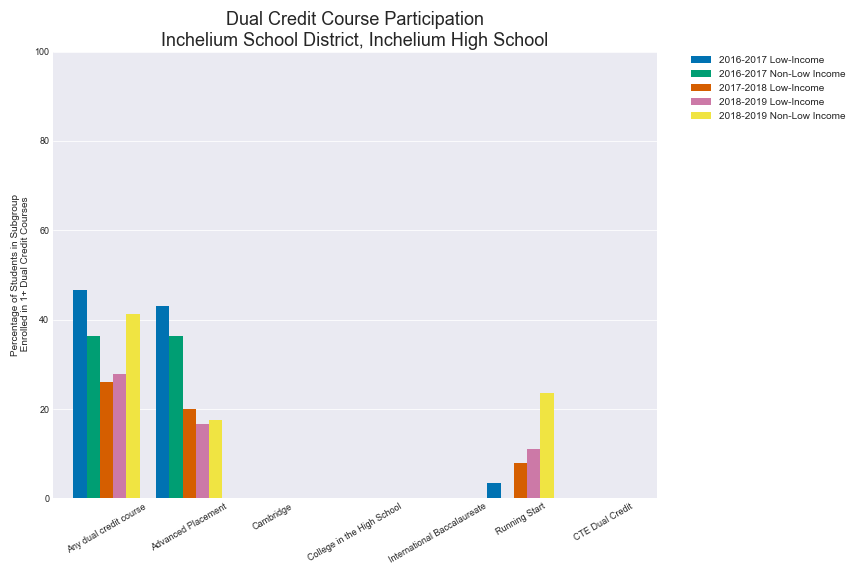 Dual Credit Course Participation
Inchelium School District, Inchelium High School
100
80
60
40
20
0
Percentage of Students in Subgroup
Enrolled in 1+ Dual Credit Courses
Any dual credit course
Advanced Placement
Cambridge
College in the High School
International Baccalaureate
Running Start
CTE Dual Credit
2016-2017 Low-Income
2016-2017 Non-Low Income
2017-2018 Low-Income
2018-2019 Low-Income
2018-2019 Non-Low Income